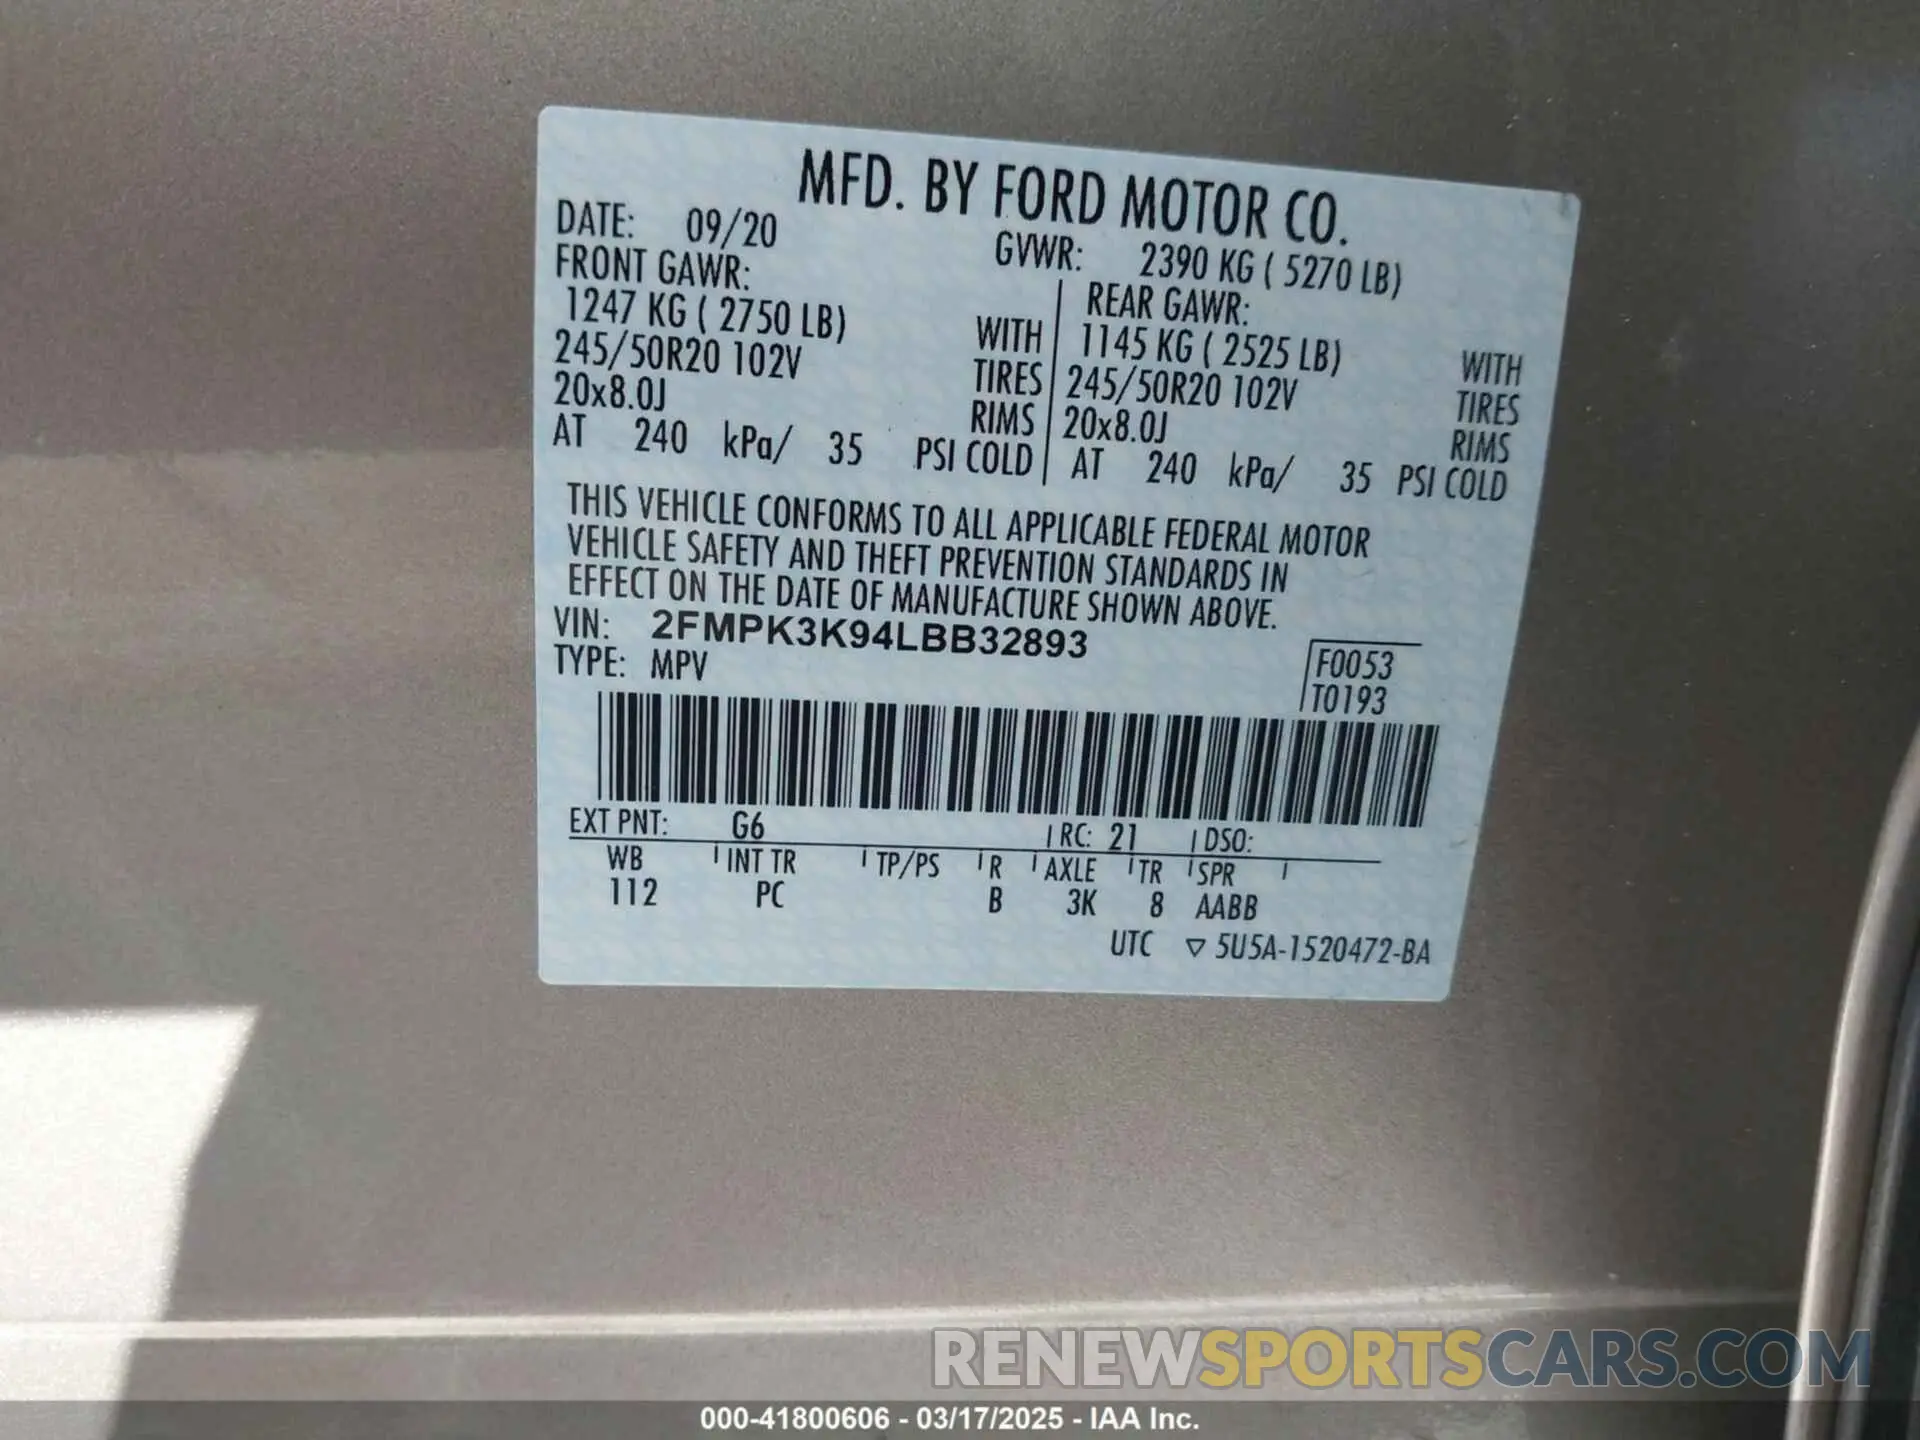 MFD. BY FORD MOTOR CO.
DATE: 09/20 GVWR: 2390 KG ( 5270 LB)
FRONT GAWR: REAR GAWR:
1247 KG ( 2750 LB) WITH 1145 KG ( 2525 LB) WITH
245/50R20 102V TIRES 245/50R20 102V TIRES
20x8.0J RIMS 20x8.0J RIMS
AT 240 kPa/ 35 PSI COLD AT 240 kPa/ 35 PSI COLD
THIS VEHICLE CONFORMS TO ALL APPLICABLE FEDERAL MOTOR
VEHICLE SAFETY AND THEFT PREVENTION STANDARDS IN
EFFECT ON THE DATE OF MANUFACTURE SHOWN ABOVE.
VIN: 2FMPK3K94LBB32893
TYPE: MPV
F0053
T0193
EXT PNT: G6 RC: 21 DSO:
WB INT TR TP/PS R AXLE TR SPR
112 PC B 3K 8 AABB
UTC ▽ 5U5A-1520472-BA
RENEWSPORTSCARS.COM
000-41800606 - 03/17/2025 - IAA Inc.